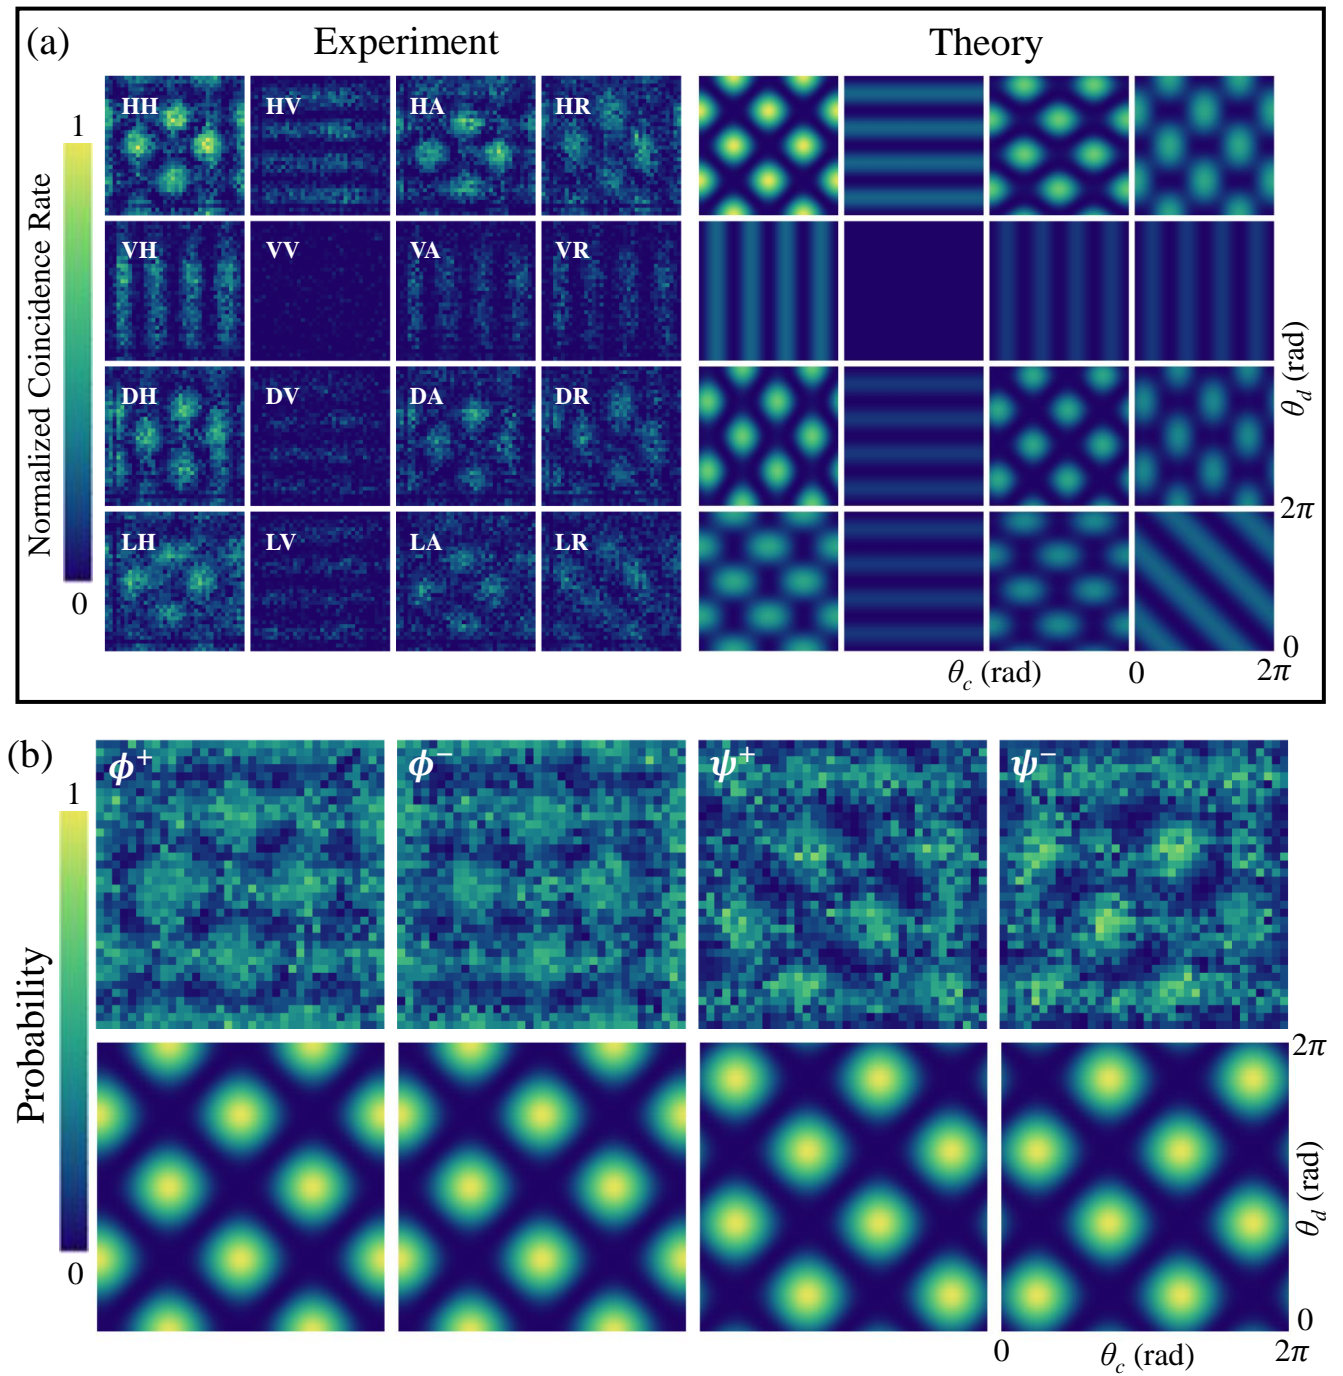 (a)
Experiment
Theory
1
Normalized Coincidence Rate
0
HH HV HA HR
VH VV VA VR
DH DV DA DR
LH LV LA LR
θd (rad)
2π
0
θc (rad)
0
2π
(b)
ϕ+ ϕ− ψ+ ψ−
1
Probability
0
2π
θd (rad)
0
0
θc (rad)
2π